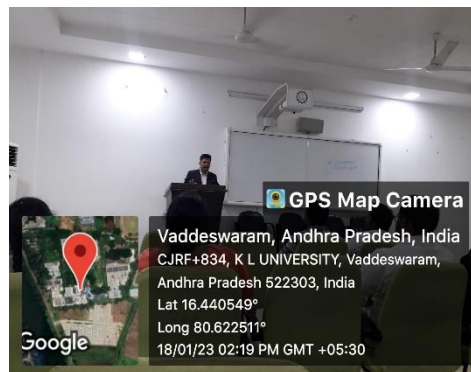 GPS Map Camera
Vaddeswaram, Andhra Pradesh, India
CJRF+834, K L UNIVERSITY, Vaddeswaram,
Andhra Pradesh 522303, India
Lat 16.440549°
Long 80.622511°
18/01/23 02:19 PM GMT +05:30
Google